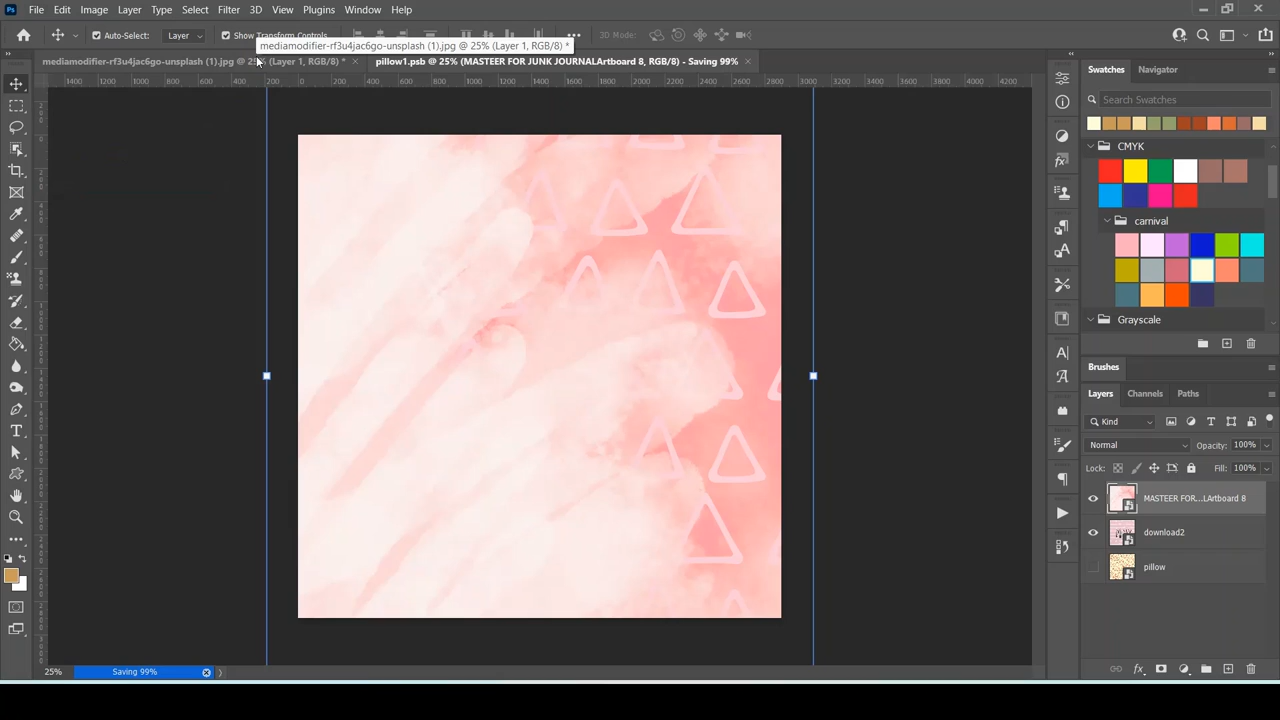 Ps File Edit Image Layer Type Select Filter 3D View Plugins Window Help
Auto-Select: Layer Show Transform Controls 3D Mode:
mediamodifier-rf3u4jac6go-unsplash (1).jpg @ 25% (Layer 1, RGB/8) *
mediamodifier-rf3u4jac6go-unsplash (1).jpg @ 25% (Layer 1, RGB/8) * pillow1.psb @ 25% (MASTEER FOR JUNK JOURNALArtboard 8, RGB/8) - Saving 99%
1400 1200 1000 800 600 400 200 0 200 400 600 800 1000 1200 1400 1600 1800 2000 2200 2400 2600 2800 3000 3200 3400 3600 3800 4000 4200
Swatches Navigator
Search Swatches
CMYK
carnival
Grayscale
Brushes
Layers Channels Paths
Kind
Normal Opacity: 100%
Lock: Fill: 100%
MASTEER FOR...LArtboard 8
download2
pillow
25% Saving 99%